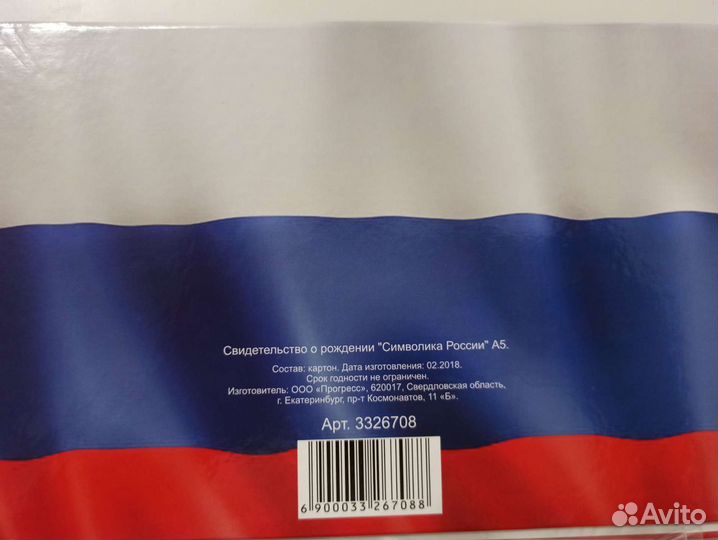 Свидетельство о рождении "Символика России" А5.
Состав: картон. Дата изготовления: 02.2018.
Срок годности не ограничен.
Изготовитель: ООО «Прогресс», 620017, Свердловская область,
г. Екатеринбург, пр-т Космонавтов, 11 «Б».
Арт. 3326708
6 900033 267088
Avito